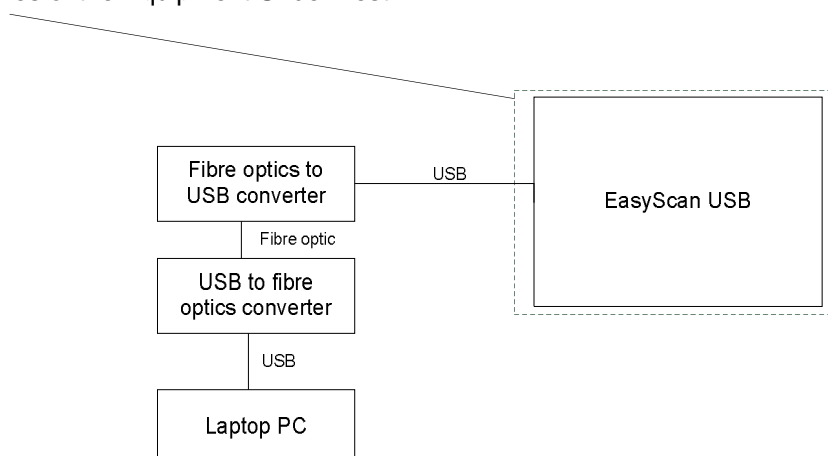 Fibre optics to
USB converter
USB
EasyScan USB
Fibre optic
USB to fibre
optics converter
USB
Laptop PC